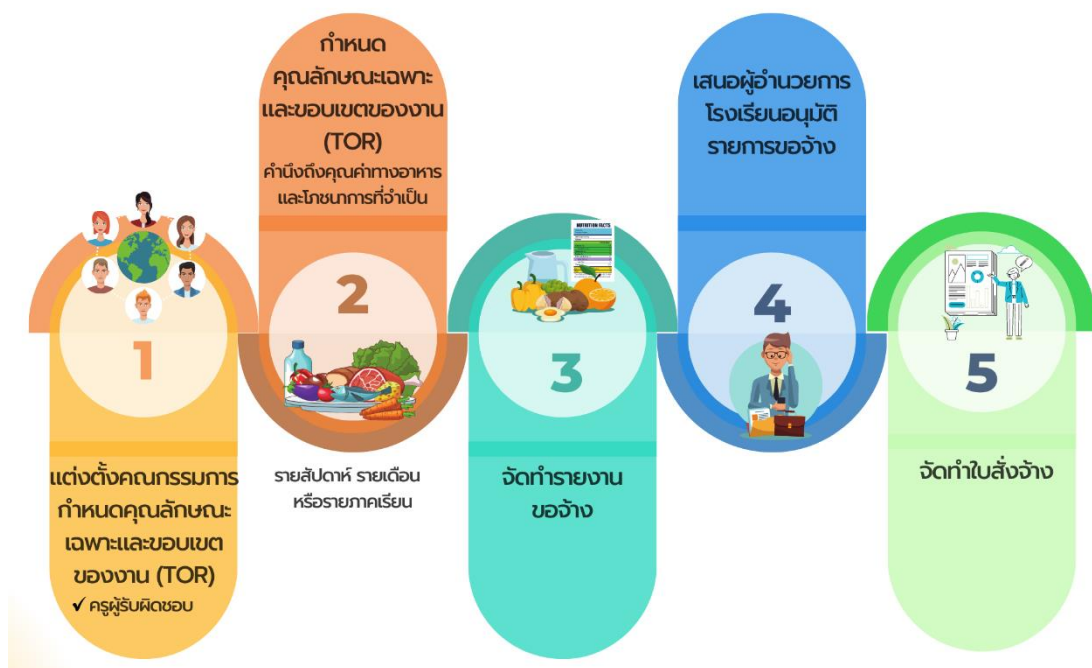 1
แต่งตั้งคณะกรรมการ
กำหนดคุณลักษณะ
เฉพาะและขอบเขต
ของงาน (TOR)
✓ ครูผู้รับผิดชอบ
กำหนด
คุณลักษณะเฉพาะ
และขอบเขตของงาน
(TOR)
คำนึงถึงคุณค่าทางอาหาร
และโภชนาการที่จำเป็น
2
รายสัปดาห์ รายเดือน
หรือรายภาคเรียน
NUTRITION FACTS
3
จัดทำรายงาน
ขอจ้าง
เสนอผู้อำนวยการ
โรงเรียนอนุมัติ
รายการขอจ้าง
4
5
จัดทำใบสั่งจ้าง